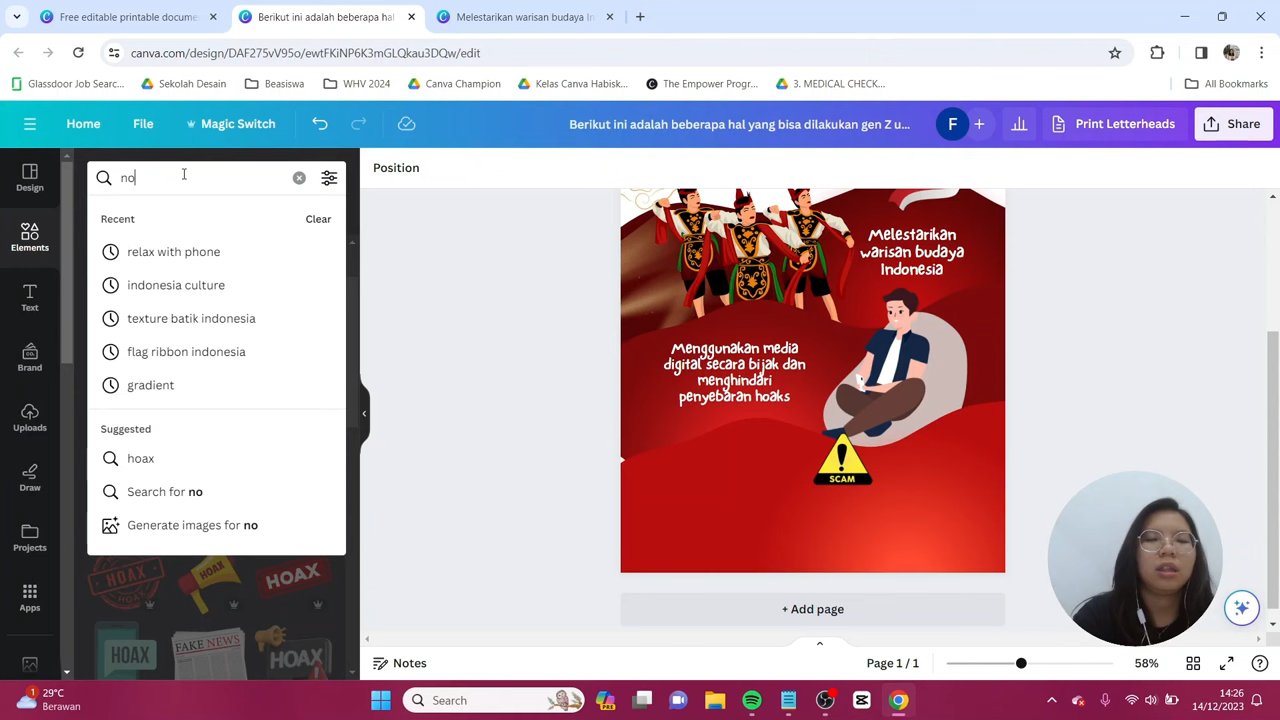 Free editable printable docume
Berikut ini adalah beberapa hal
Melestarikan warisan budaya In
canva.com/design/DAF275vV95o/ewtfFKiNP6K3mGLQkau3DQw/edit
Glassdoor Job Searc...
Sekolah Desain
Beasiswa
WHV 2024
Canva Champion
Kelas Canva Habisk...
The Empower Progr...
3. MEDICAL CHECK...
All Bookmarks
Home
File
Magic Switch
Berikut ini adalah beberapa hal yang bisa dilakukan gen Z u...
F
Print Letterheads
Share
Design
Elements
Text
Brand
Uploads
Draw
Projects
Apps
no
Recent
Clear
relax with phone
indonesia culture
texture batik indonesia
flag ribbon indonesia
gradient
Suggested
hoax
Search for no
Generate images for no
HOAX
HOAX
HOAX
HOAX
FAKE NEWS
HOAX
Position
Melestarikan
warisan budaya
Indonesia
Menggunakan media
digital secara bijak dan
menghindari
penyebaran hoaks
SCAM
+ Add page
Notes
Page 1 / 1
58%
1
29°C
Berawan
Search
PRE
14:26
14/12/2023